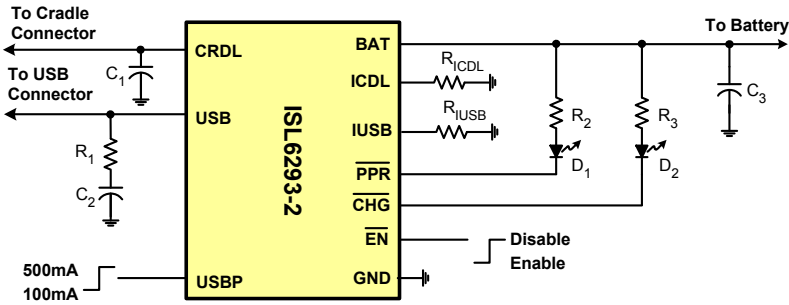 To Cradle
Connector
CRDL
C1
To USB
Connector
USB
R1
C2
500mA
100mA
USBP
ISL6293-2
BAT
To Battery
ICDL
RICDL
IUSB
RIUSB
PPR
CHG
EN
GND
R2
D1
R3
D2
C3
Disable
Enable